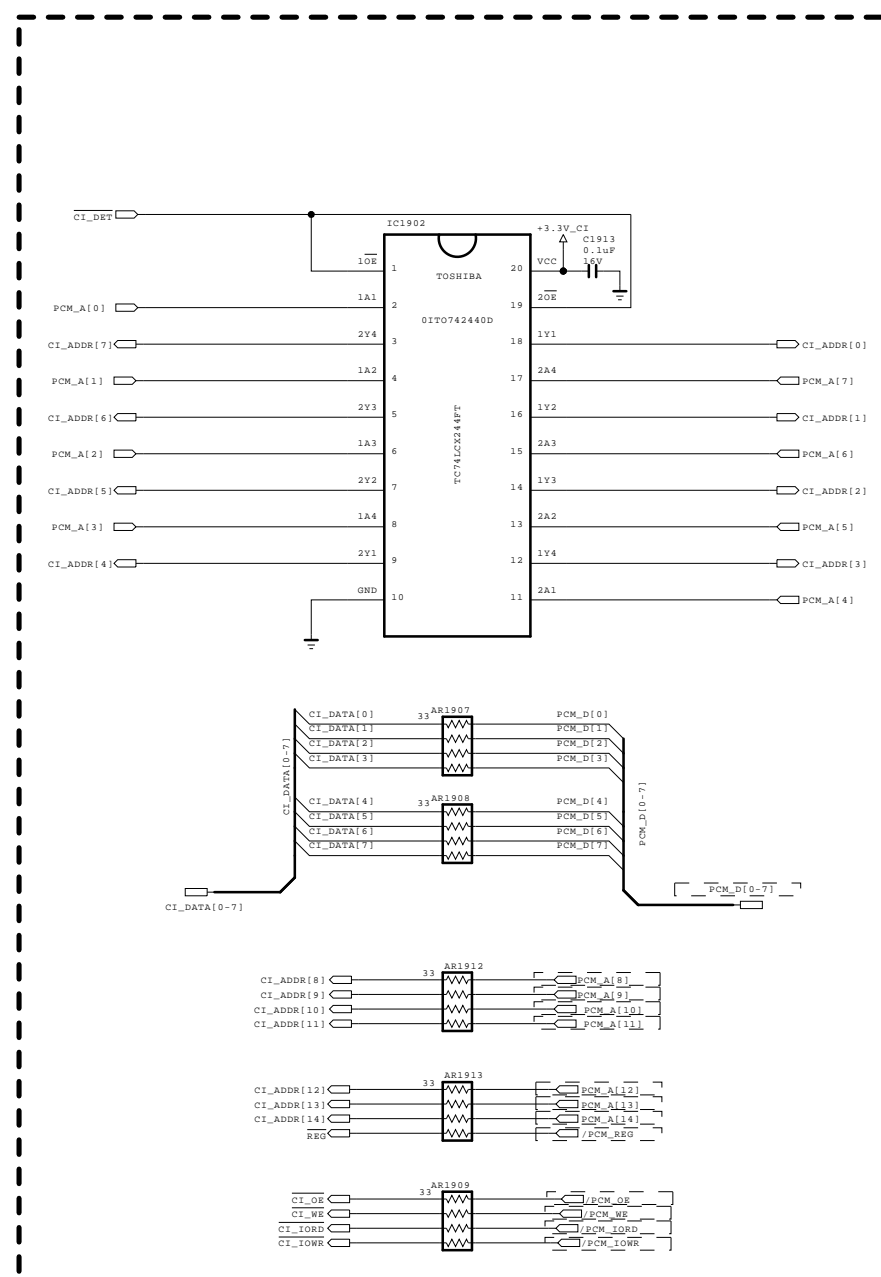 CI_DET
IC1902
+3.3V_CI
C1913
0.1uF
16V
1OE
1
TOSHIBA
20
VCC
PCM_A[0]
1A1
2
19
2OE
0ITO742440D
CI_ADDR[7]
2Y4
3
18
1Y1
CI_ADDR[0]
PCM_A[1]
1A2
4
17
2A4
PCM_A[7]
CI_ADDR[6]
2Y3
5
16
1Y2
CI_ADDR[1]
TC74LCX244FT
PCM_A[2]
1A3
6
15
2A3
PCM_A[6]
CI_ADDR[5]
2Y2
7
14
1Y3
CI_ADDR[2]
PCM_A[3]
1A4
8
13
2A2
PCM_A[5]
CI_ADDR[4]
2Y1
9
12
1Y4
CI_ADDR[3]
GND
10
11
2A1
PCM_A[4]
AR1907
33
CI_DATA[0]
PCM_D[0]
CI_DATA[1]
PCM_D[1]
CI_DATA[2]
PCM_D[2]
CI_DATA[3]
PCM_D[3]
CI_DATA[0-7]
PCM_D[0-7]
AR1908
33
CI_DATA[4]
PCM_D[4]
CI_DATA[5]
PCM_D[5]
CI_DATA[6]
PCM_D[6]
CI_DATA[7]
PCM_D[7]
CI_DATA[0-7]
PCM_D[0-7]
AR1912
33
CI_ADDR[8]
PCM_A[8]
CI_ADDR[9]
PCM_A[9]
CI_ADDR[10]
PCM_A[10]
CI_ADDR[11]
PCM_A[11]
AR1913
33
CI_ADDR[12]
PCM_A[12]
CI_ADDR[13]
PCM_A[13]
CI_ADDR[14]
PCM_A[14]
REG
/PCM_REG
AR1909
33
CI_OE
/PCM_OE
CI_WE
/PCM_WE
CI_IORD
/PCM_IORD
CI_IOWR
/PCM_IOWR